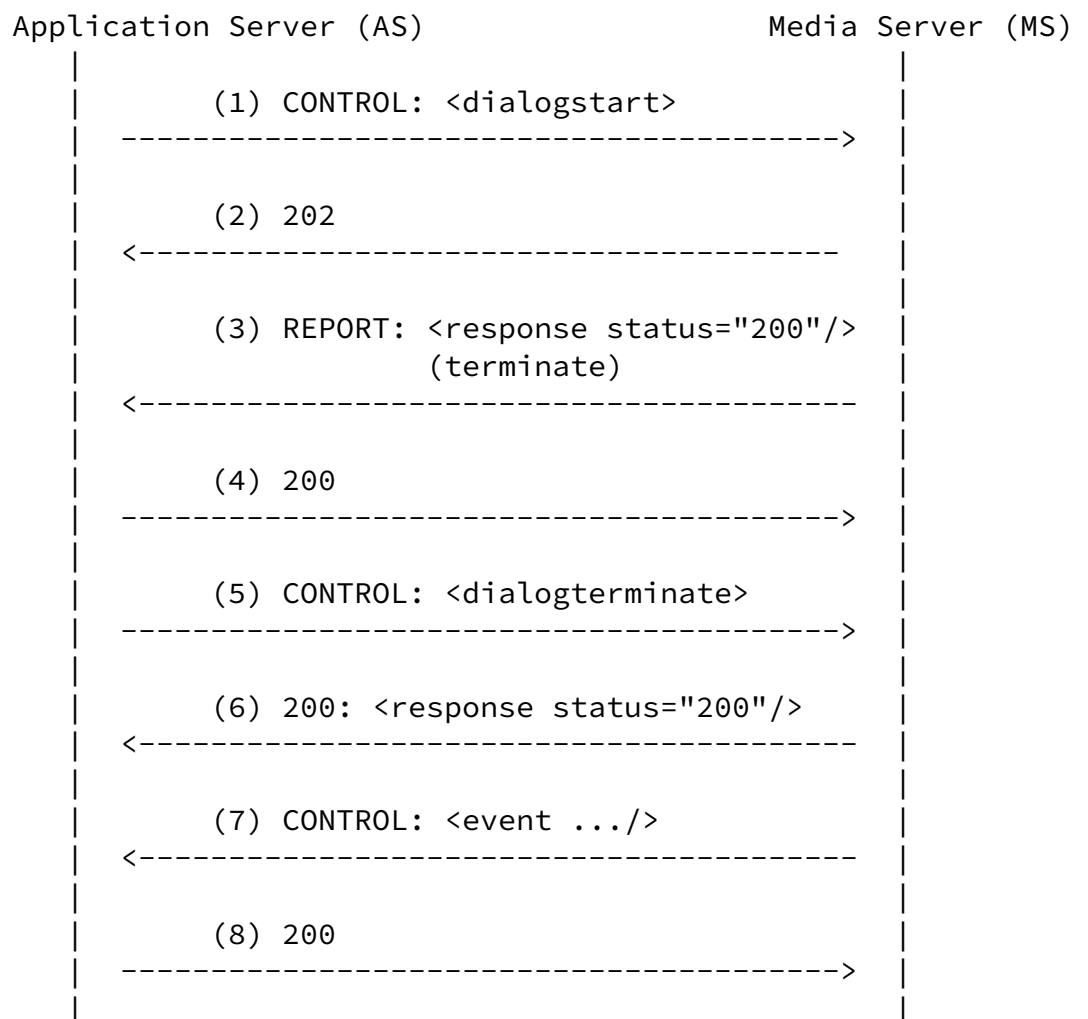 Application Server (AS) Media Server (MS)
(1) CONTROL: <dialogstart>
(2) 202
(3) REPORT: <response status="200"/>
(terminate)
(4) 200
(5) CONTROL: <dialogterminate>
(6) 200: <response status="200"/>
(7) CONTROL: <event .../>
(8) 200